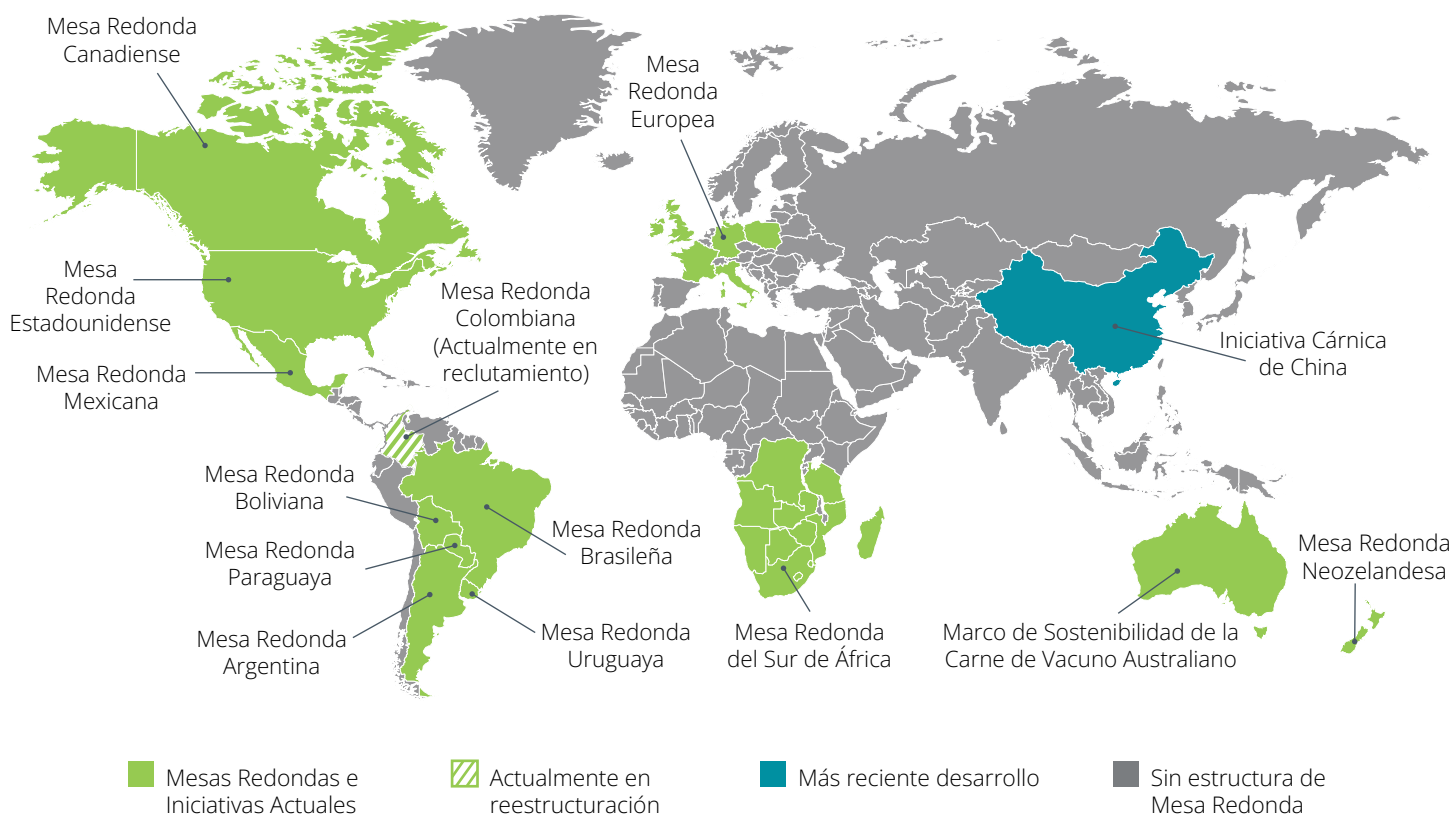 Mesa Redonda
Canadiense
Mesa
Redonda
Europea
Mesa
Redonda
Estadounidense
Mesa Redonda
Colombiana
(Actualmente en
reclutamiento)
Iniciativa Cárnica
de China
Mesa Redonda
Mexicana
Mesa Redonda
Boliviana
Mesa Redonda
Brasileña
Mesa Redonda
Paraguaya
Mesa Redonda
Neozelandesa
Mesa Redonda
Argentina
Mesa Redonda
Uruguaya
Mesa Redonda
del Sur de África
Marco de Sostenibilidad de la
Carne de Vacuno Australiano
Mesas Redondas e
Iniciativas Actuales
Actualmente en
reestructuración
Más reciente desarrollo
Sin estructura de
Mesa Redonda